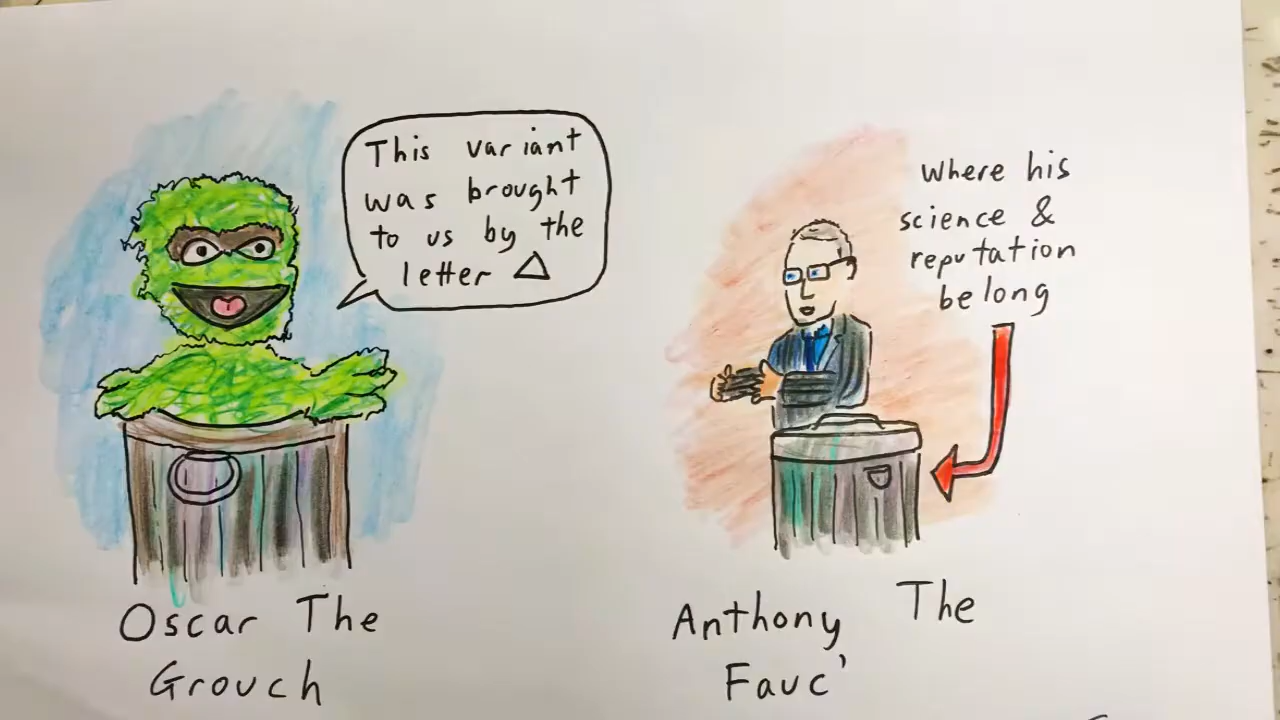 This variant
was brought
to us by the
letter △
Where his
science &
reputation
belong
Oscar The
Grouch
Anthony The
Fauc'